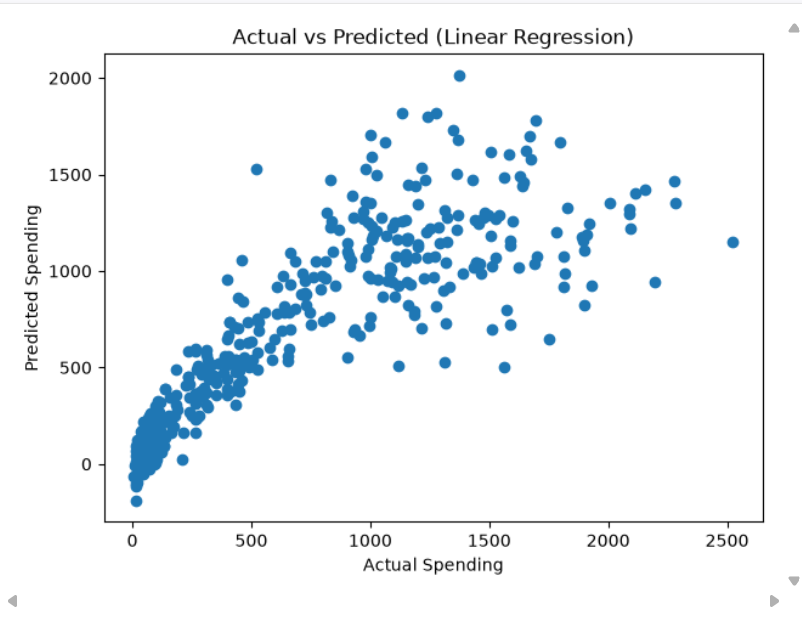 Actual vs Predicted (Linear Regression)
2000
1500
1000
500
0
Predicted Spending
0 500 1000 1500 2000 2500
Actual Spending